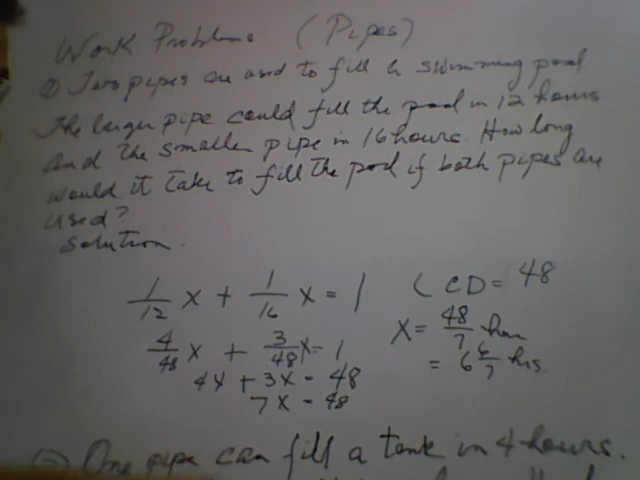 Work Problems (Pipes)
① Two pipes are used to fill a swimming pool
The larger pipe could fill the pool in 12 hours
and the smaller pipe in 16 hours. How long
would it take to fill the pool if both pipes are
used?
Solution.
1/12 x + 1/16 x = 1
4/48 x + 3/48 x = 1
4x + 3x = 48
7x = 48
LCD = 48
x = 48/7 hour
= 6 6/7 hrs
One pipe can fill a tank in 4 hours.